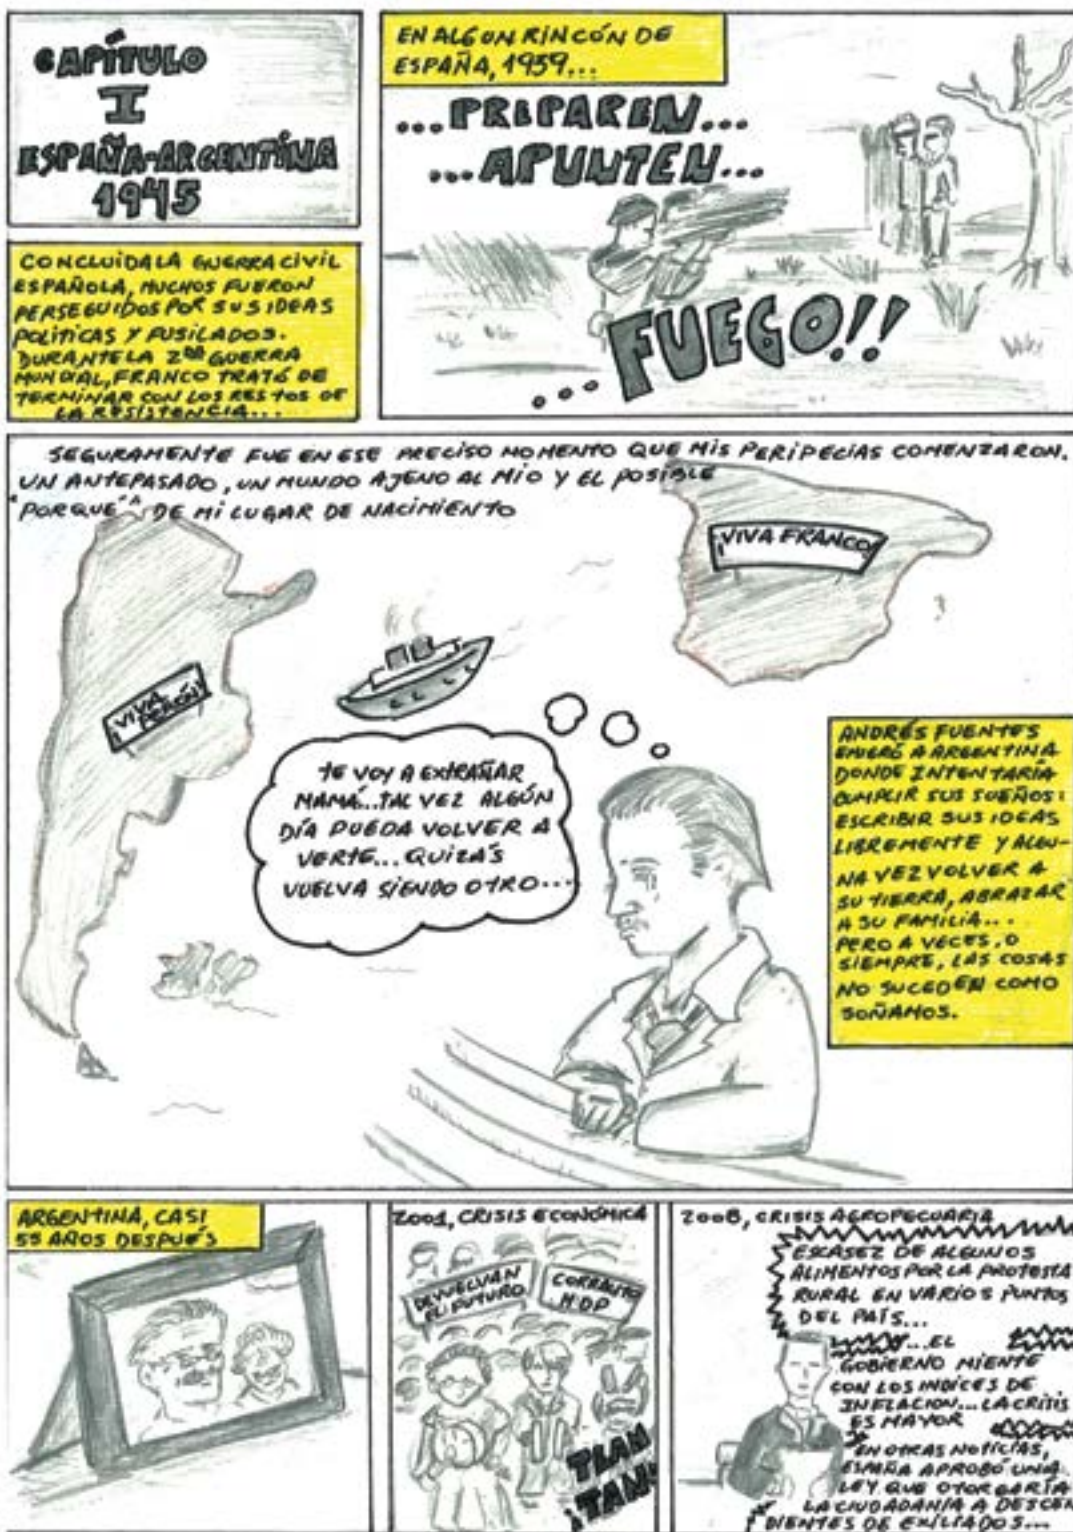 CAPÍTULO
I
ESPAÑA-ARGENTINA
1945
EN ALGUN RINCÓN DE
ESPAÑA, 1939...
...PREPAREN...
...APUNTEN...
...FUEGO!!
CONCLUIDA LA GUERRA CIVIL
ESPAÑOLA, MUCHOS FUERON
PERSEGUIDOS POR SUS IDEAS
POLÍTICAS Y FUSILADOS.
DURANTE LA 2DA GUERRA
MUNDIAL, FRANCO TRATÓ DE
TERMINAR CON LOS RESTOS DE
LA RESISTENCIA...
SEGURAMENTE FUE EN ESE PRECISO MOMENTO QUE MIS PERIPECIAS COMENZARON.
UN ANTEPASADO, UN MUNDO AJENO AL MIO Y EL POSIBLE
"PORQUE" DE MI LUGAR DE NACIMIENTO
¡VIVA FRANCO!
¡VIVA
PERÓN!
TE VOY A EXTRAÑAR
MAMÁ...TAL VEZ ALGÚN
DÍA PUEDA VOLVER A
VERTE... QUIZÁS
VUELVA SIENDO OTRO...
ANDRÉS FUENTES
EMIGRÓ A ARGENTINA
DONDE INTENTARÍA
CUMPLIR SUS SUEÑOS:
ESCRIBIR SUS IDEAS
LIBREMENTE Y ALGU-
NA VEZ VOLVER A
SU TIERRA, ABRAZAR
A SU FAMILIA...
PERO A VECES, O
SIEMPRE, LAS COSAS
NO SUCEDEN COMO
SOÑAMOS.
ARGENTINA, CASI
55 AÑOS DESPUÉS
2001, CRISIS ECONÓMICA
DEVUELVAN
EL FUTURO
CORRALITO
H.D.P
TLAN
TAN
2008, CRISIS AGROPECUARIA
ESCASEZ DE ALGUNOS
ALIMENTOS POR LA PROTESTA
RURAL EN VARIOS PUNTOS
DEL PAÍS...
...EL
GOBIERNO MIENTE
CON LOS INDICES DE
INFLACION... LA CRISIS
ES MAYOR
EN OTRAS NOTICIAS,
ESPAÑA APROBÓ UNA
LEY QUE OTORGARÍA
LA CIUDADANÍA A DESCEN
DIENTES DE EXILIADOS...